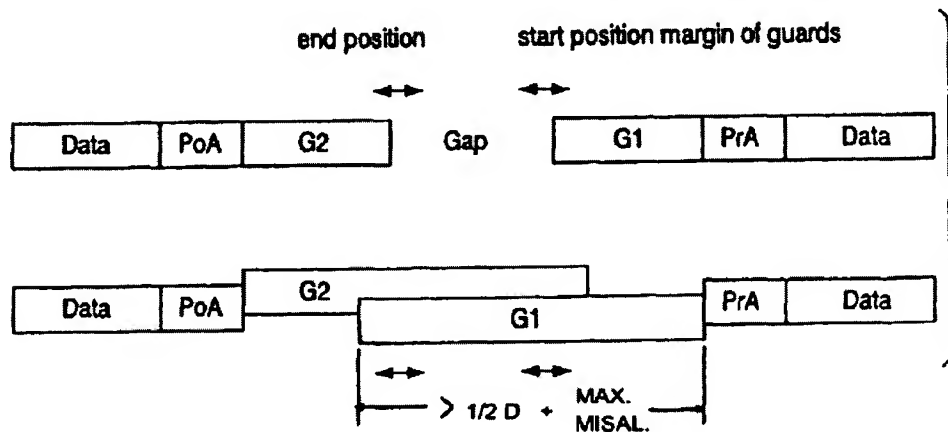 end position start position margin of guards
Data PoA G2 Gap G1 PrA Data
Data PoA G2 PrA Data
G1
> 1/2 D + MAX.
MISAL.